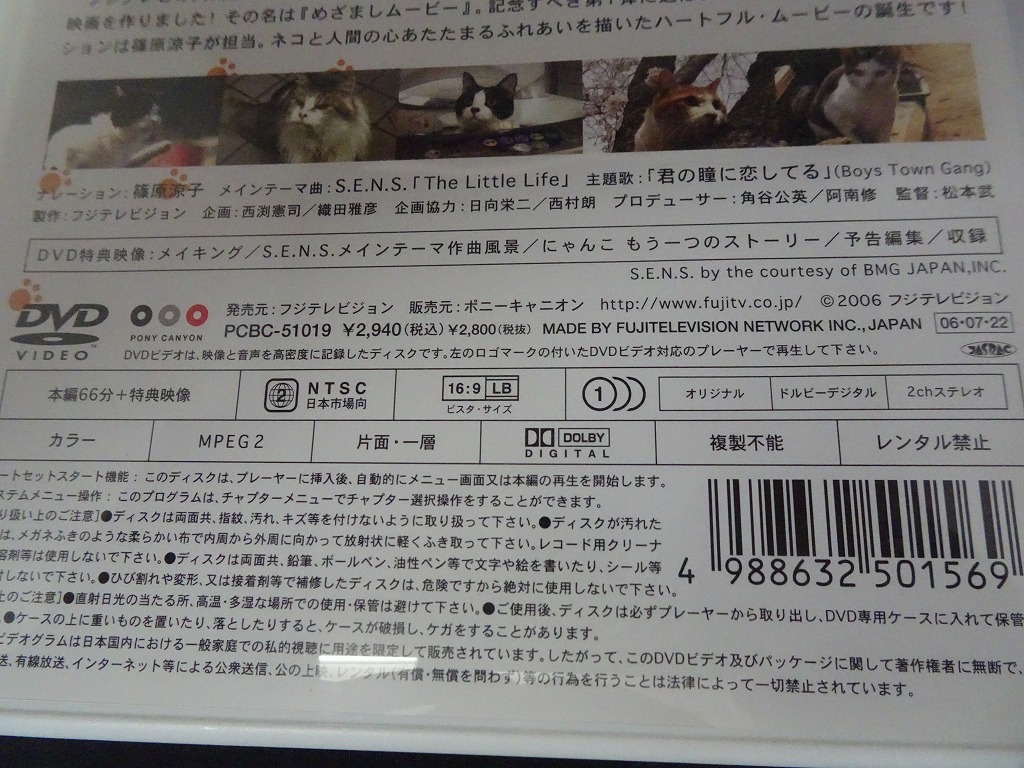 映画を作りました!その名は『めざましムービー』。記念すべき第1弾に
ションは篠原涼子が担当。ネコと人間の心あたたまるふれあいを描いたハートフル・ムービーの誕生です!
ナレーション:篠原涼子 メインテーマ曲:S.E.N.S.「The Little Life」 主題歌:「君の瞳に恋してる」(Boys Town Gang)
製作:フジテレビジョン 企画:西渕憲司/織田雅彦 企画協力:日向栄二/西村朗 プロデューサー:角谷公英/阿南修 監督:松本武
DVD特典映像:メイキング/S.E.N.S.メインテーマ作曲風景/にゃんこ もう一つのストーリー/予告編集/収録
S.E.N.S. by the courtesy of BMG JAPAN,INC.
DVD VIDEO
PONY CANYON
発売元:フジテレビジョン 販売元:ポニーキャニオン http://www.fujitv.co.jp/ ©2006 フジテレビジョン
PCBC-51019 ¥2,940(税込)¥2,800(税抜) MADE BY FUJITELEVISION NETWORK INC., JAPAN 06・07・22
DVDビデオは、映像と音声を高密度に記録したディスクです。左のロゴマークの付いたDVDビデオ対応のプレーヤーで再生して下さい。
JASRAC
本編66分+特典映像 2 NTSC 日本市場向 16:9 LB ビスタ・サイズ 1 オリジナル ドルビーデジタル 2chステレオ
カラー MPEG2 片面・一層 DOLBY DIGITAL 複製不能 レンタル禁止
ートセットスタート機能:このディスクは、プレーヤーに挿入後、自動的にメニュー画面又は本編の再生を開始します。
ステムメニュー操作:このプログラムは、チャプターメニューでチャプター選択操作をすることができます。
り扱い上のご注意]●ディスクは両面共、指紋、汚れ、キズ等を付けないように取り扱って下さい。●ディスクが汚れた
は、メガネふきのような柔らかい布で内周から外周に向かって放射状に軽くふき取って下さい。レコード用クリーナ
溶剤等は使用しないで下さい。●ディスクは両面共、鉛筆、ボールペン、油性ペン等で文字や絵を書いたり、シール等
付しないで下さい。●ひび割れや変形、又は接着剤等で補修したディスクは、危険ですから絶対に使用しないで下さい。
上のご注意]●直射日光の当たる所、高温・多湿な場所での使用・保管は避けて下さい。●ご使用後、ディスクは必ずプレーヤーから取り出し、DVD専用ケースに入れて保管
●ケースの上に重いものを置いたり、落としたりすると、ケースが破損し、ケガをすることがあります。
ビデオグラムは日本国内における一般家庭での私的視聴に用途を限定して販売されています。したがって、このDVDビデオ及びパッケージに関して著作権者に無断で、
送、有線放送、インターネット等による公衆送信、公の上映、レンタル(有償・無償を問わず)等の行為を行うことは法律によって一切禁止されています。
4 988632 501569